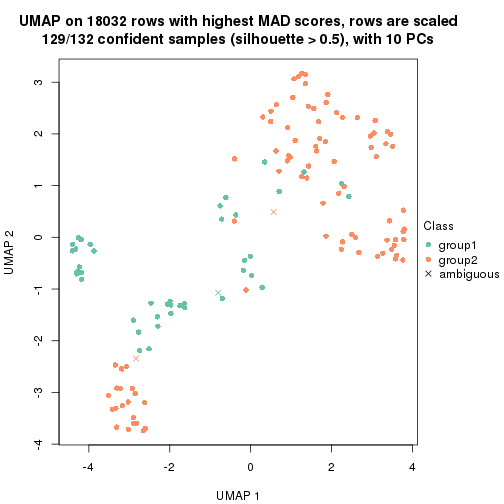 UMAP on 18032 rows with highest MAD scores, rows are scaled
129/132 confident samples (silhouette > 0.5), with 10 PCs
3
2
1
0
-1
-2
-3
-4
UMAP 2
-4
-2
0
2
4
UMAP 1
Class
group1
group2
ambiguous